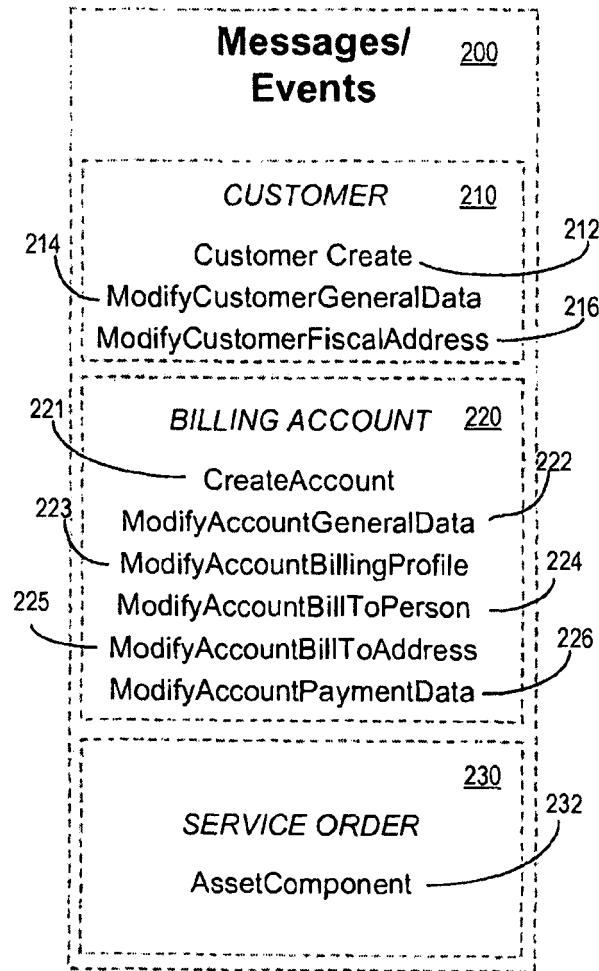 Messages/ 200
Events
CUSTOMER 210
212
214
Customer Create
ModifyCustomerGeneralData
216
ModifyCustomerFiscalAddress
221
BILLING ACCOUNT 220
CreateAccount
222
ModifyAccountGeneralData
223
ModifyAccountBillingProfile
224
ModifyAccountBillToPerson
225
ModifyAccountBillToAddress
226
ModifyAccountPaymentData
230
232
SERVICE ORDER
AssetComponent